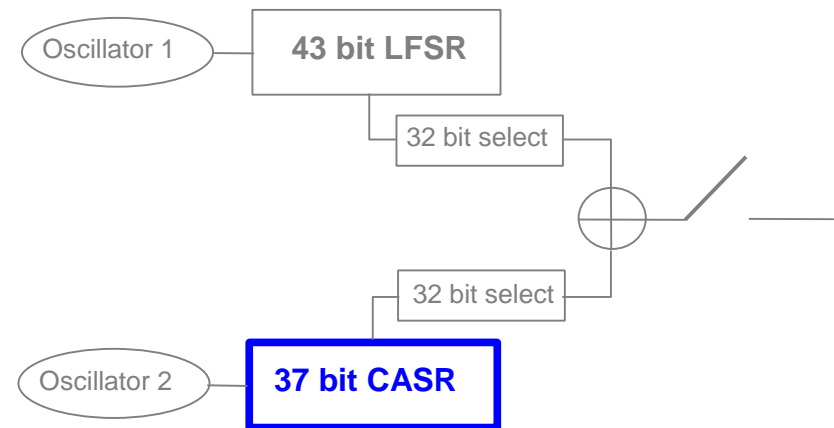 Oscillator 1
43 bit LFSR
32 bit select
32 bit select
Oscillator 2
37 bit CASR